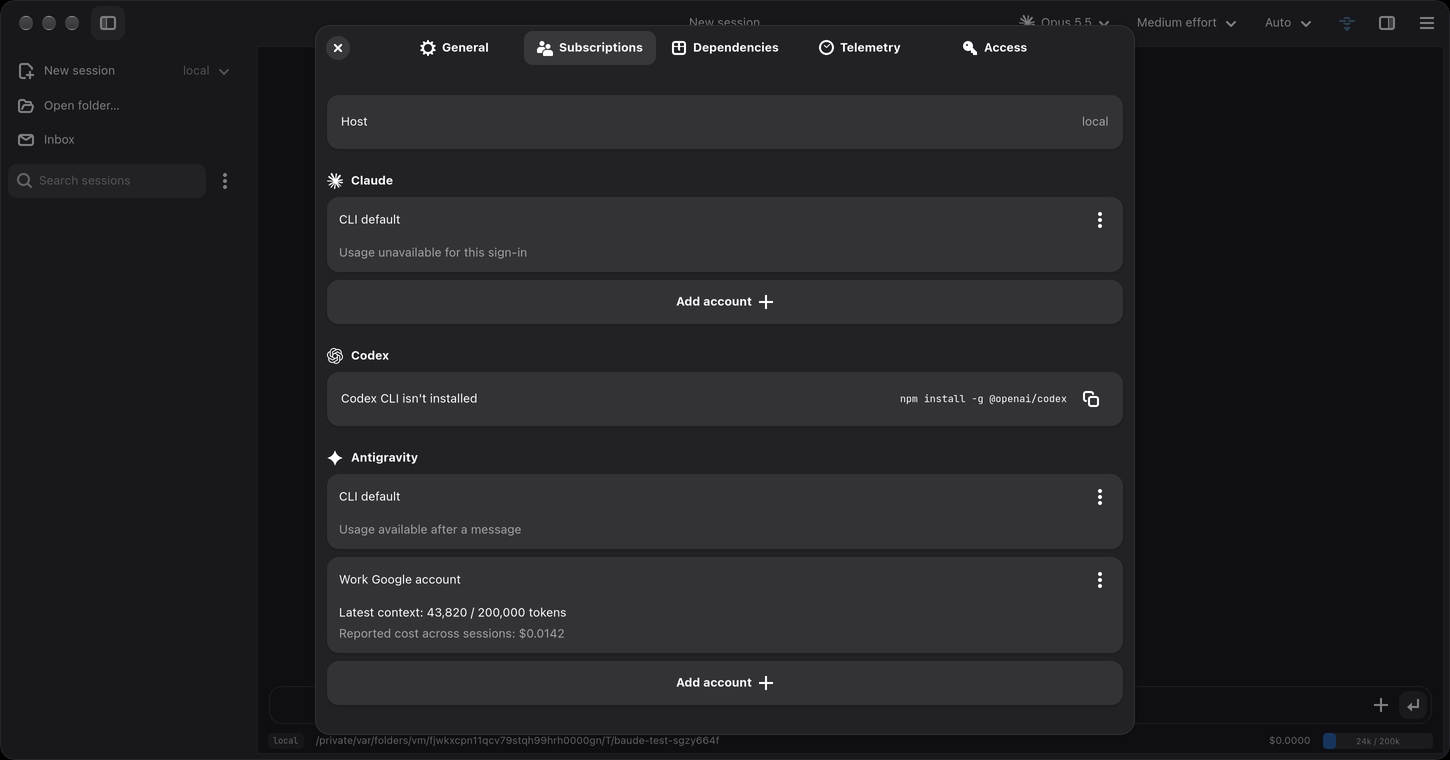 New session
Opus 5.5
Medium effort
Auto
General
Subscriptions
Dependencies
Telemetry
Access
New session
local
Open folder...
Inbox
Search sessions
Host
local
Claude
CLI default
Usage unavailable for this sign-in
Add account
Codex
Codex CLI isn't installed
npm install -g @openai/codex
Antigravity
CLI default
Usage available after a message
Work Google account
Latest context: 43,820 / 200,000 tokens
Reported cost across sessions: $0.0142
Add account
local
/private/var/folders/vm/fjwkxcpn11qcv79stqh99hrh0000gn/T/baude-test-sgzy664f
$0.0000
24k / 200k